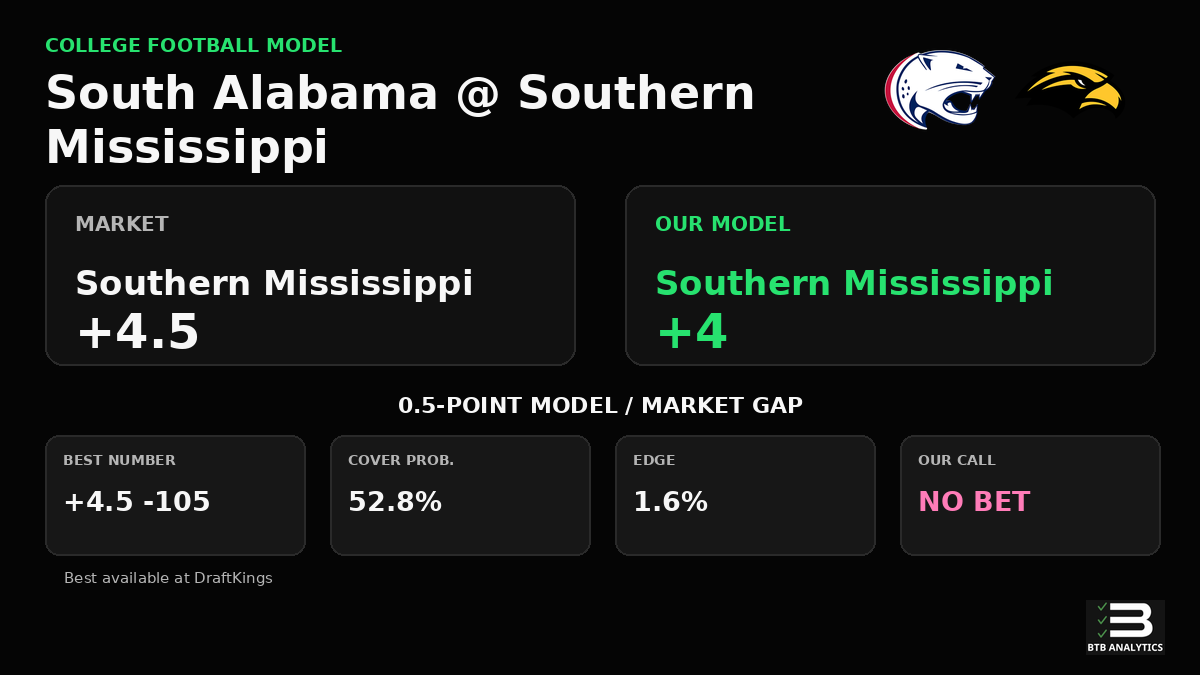 COLLEGE FOOTBALL MODEL
South Alabama @ Southern
Mississippi
MARKET
Southern Mississippi
+4.5
OUR MODEL
Southern Mississippi
+4
0.5-POINT MODEL / MARKET GAP
BEST NUMBER
+4.5 -105
COVER PROB.
52.8%
EDGE
1.6%
OUR CALL
NO BET
Best available at DraftKings
BTB ANALYTICS